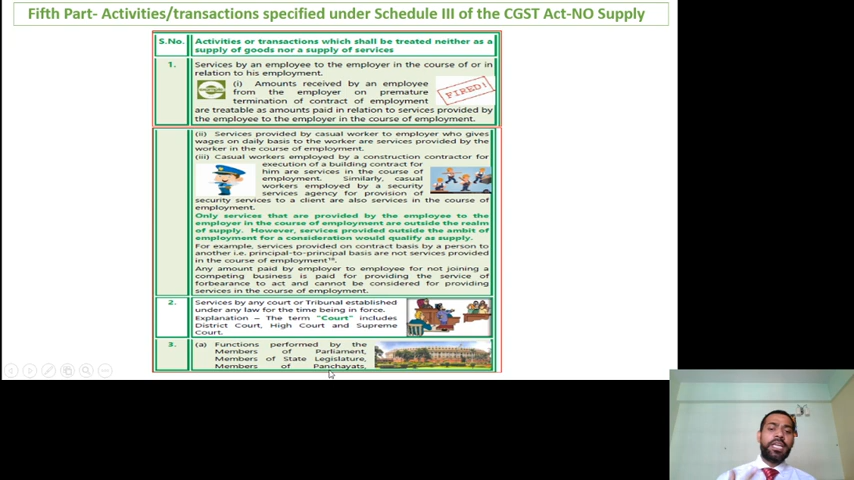 Fifth Part- Activities/transactions specified under Schedule III of the CGST Act-NO Supply
S.No. Activities or transactions which shall be treated neither as a
supply of goods nor a supply of services
1. Services by an employee to the employer in the course of or in
relation to his employment.
(i) Amounts received by an employee
from the employer on premature
termination of contract of employment
FIRED!
are treatable as amounts paid in relation to services provided by
the employee to the employer in the course of employment.
(ii) Services provided by casual worker to employer who gives
wages on daily basis to the worker are services provided by the
worker in the course of employment.
(iii) Casual workers employed by a construction contractor for
execution of a building contract for
him are services in the course of
employment. Similarly, casual
workers employed by a security
services agency for provision of
security services to a client are also services in the course of
employment.
Only services that are provided by the employee to the
employer in the course of employment are outside the realm
of supply. However, services provided outside the ambit of
employment for a consideration would qualify as supply.
For example, services provided on contract basis by a person to
another i.e. principal-to-principal basis are not services provided
in the course of employment
Any amount paid by employer to employee for not joining a
competing business is paid for providing the service of
forbearance to act and cannot be considered for providing
services in the course of employment.
2. Services by any court or Tribunal established
under any law for the time being in force.
Explanation – The term "Court" includes
District Court, High Court and Supreme
Court.
3. (a) Functions performed by the
Members of Parliament,
Members of State Legislature,
Members of Panchayats,